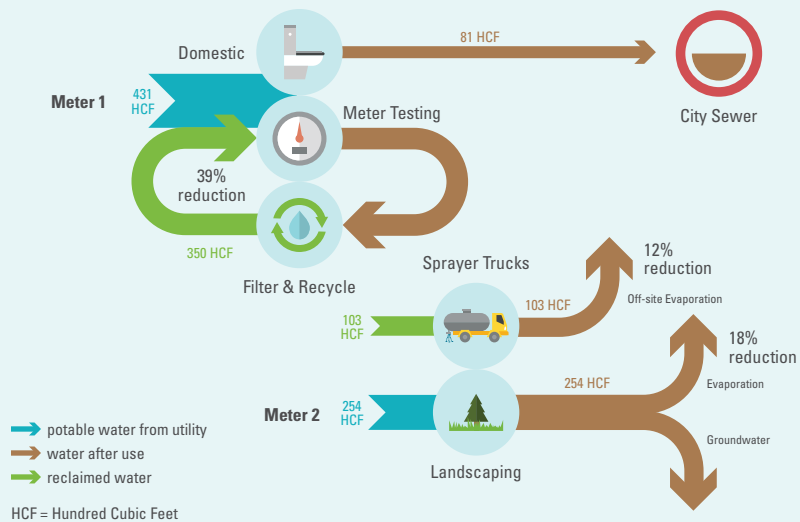 Domestic
81 HCF
City Sewer
Meter 1
431
HCF
Meter Testing
39%
reduction
350 HCF
Filter & Recycle
Sprayer Trucks
103
HCF
103 HCF
12%
reduction
Off-site Evaporation
Meter 2
254
HCF
254 HCF
18%
reduction
Evaporation
Groundwater
Landscaping
potable water from utility
water after use
reclaimed water
HCF = Hundred Cubic Feet